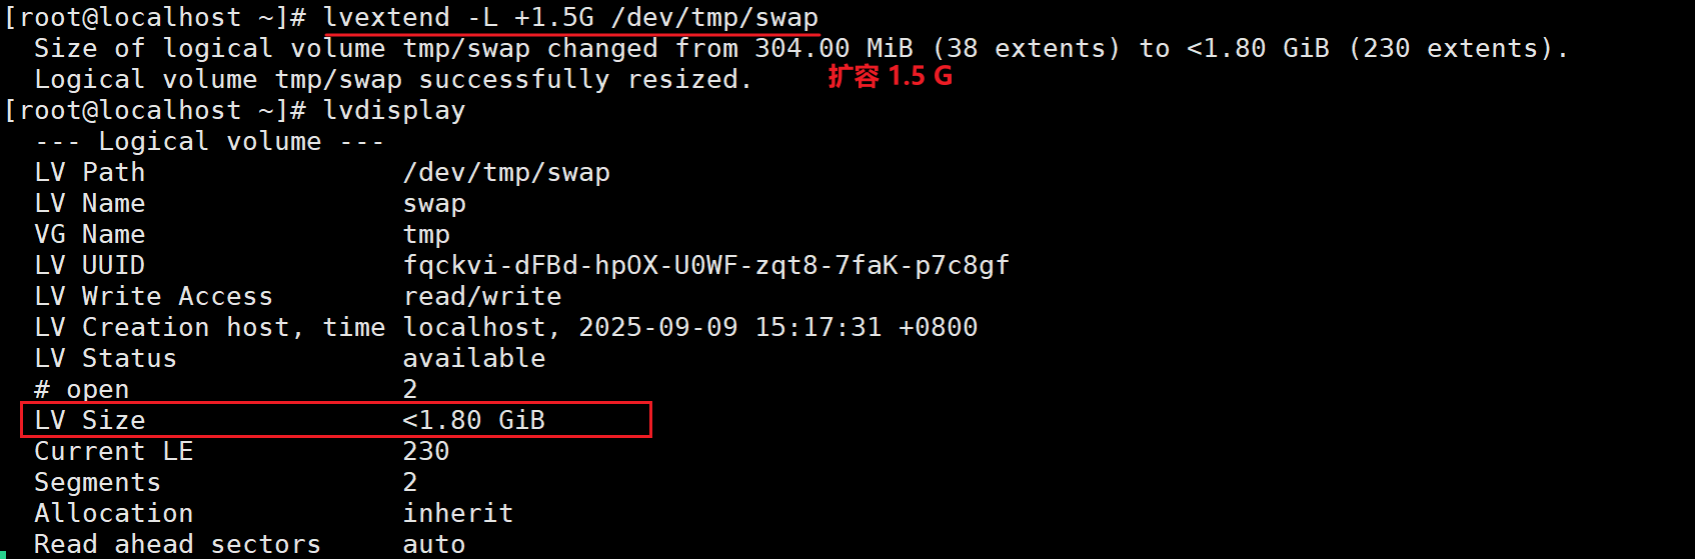 [root@localhost ~]# lvextend -L +1.5G /dev/tmp/swap
  Size of logical volume tmp/swap changed from 304.00 MiB (38 extents) to <1.80 GiB (230 extents).
  Logical volume tmp/swap successfully resized.
扩容 1.5 G
[root@localhost ~]# lvdisplay
  --- Logical volume ---
  LV Path                /dev/tmp/swap
  LV Name                swap
  VG Name                tmp
  LV UUID                fqckvi-dFBd-hpOX-U0WF-zqt8-7faK-p7c8gf
  LV Write Access        read/write
  LV Creation host, time localhost, 2025-09-09 15:17:31 +0800
  LV Status              available
  # open                 2
  LV Size                <1.80 GiB
  Current LE             230
  Segments               2
  Allocation             inherit
  Read ahead sectors     auto